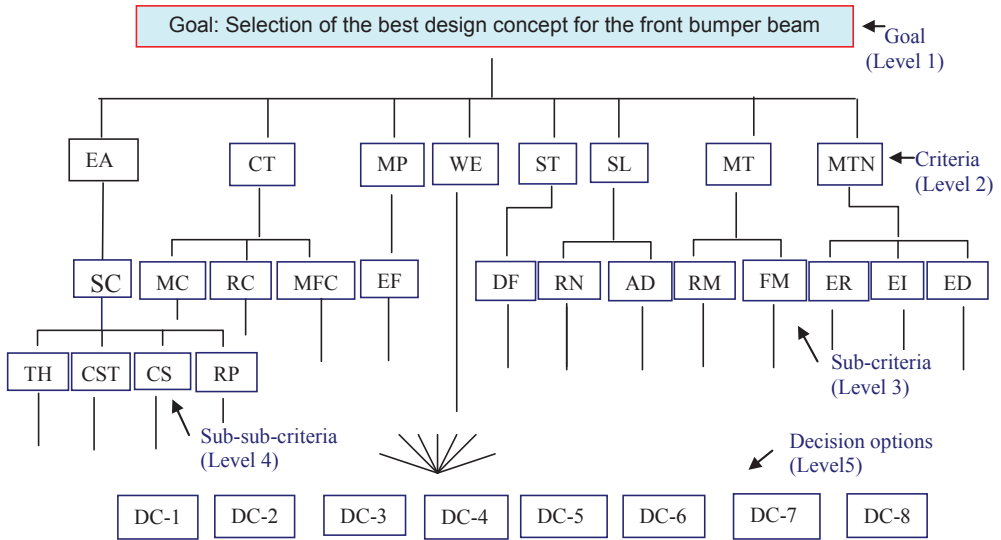 Goal: Selection of the best design concept for the front bumper beam
Goal
(Level 1)
EA
CT
MP
WE
ST
SL
MT
MTN
Criteria
(Level 2)
SC
MC
RC
MFC
EF
DF
RN
AD
RM
FM
ER
EI
ED
Sub-criteria
(Level 3)
TH
CST
CS
RP
Sub-sub-criteria
(Level 4)
Decision options
(Level5)
DC-1
DC-2
DC-3
DC-4
DC-5
DC-6
DC-7
DC-8